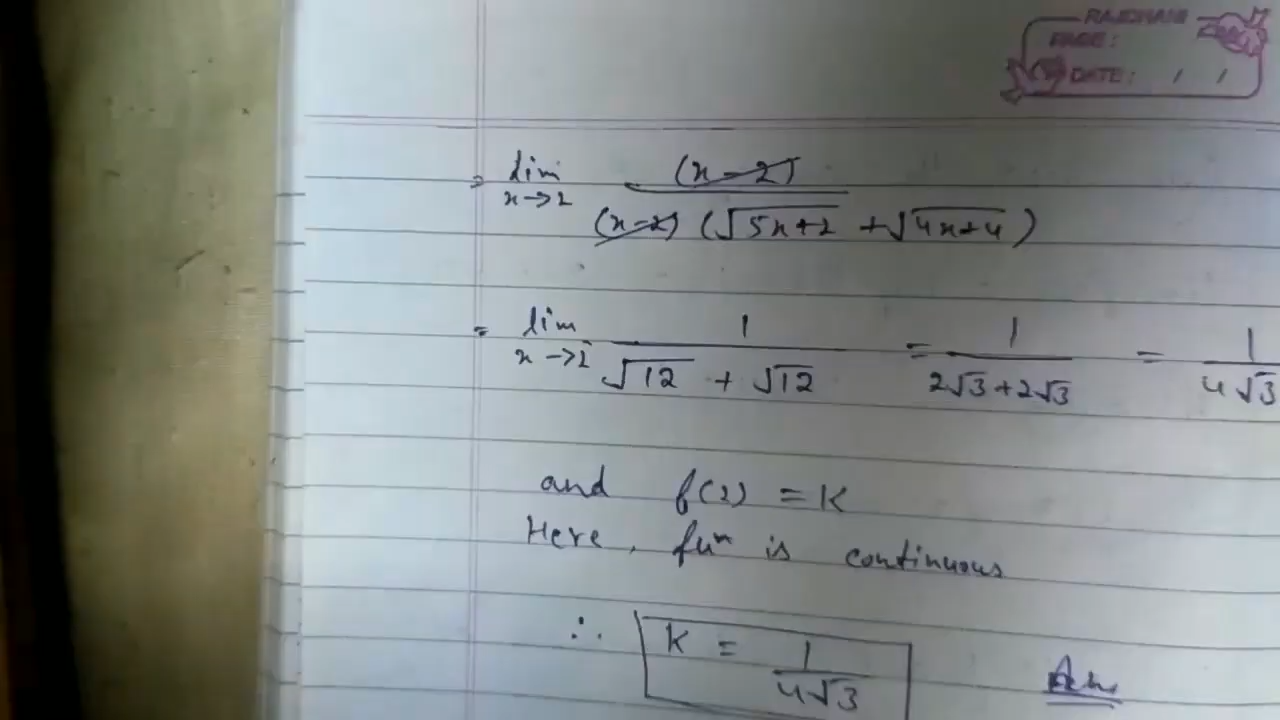 RAJDHANI
PAGE :
DATE : / /
= lim x→2 (x-2) / (x-2) (√5x+2 + √4x+4)
= lim x→2 1 / √12 + √12 = 1 / 2√3+2√3 = 1 / 4√3
and f(2) = K
Here, fuⁿ is continuous
∴ K = 1 / 4√3 Ans